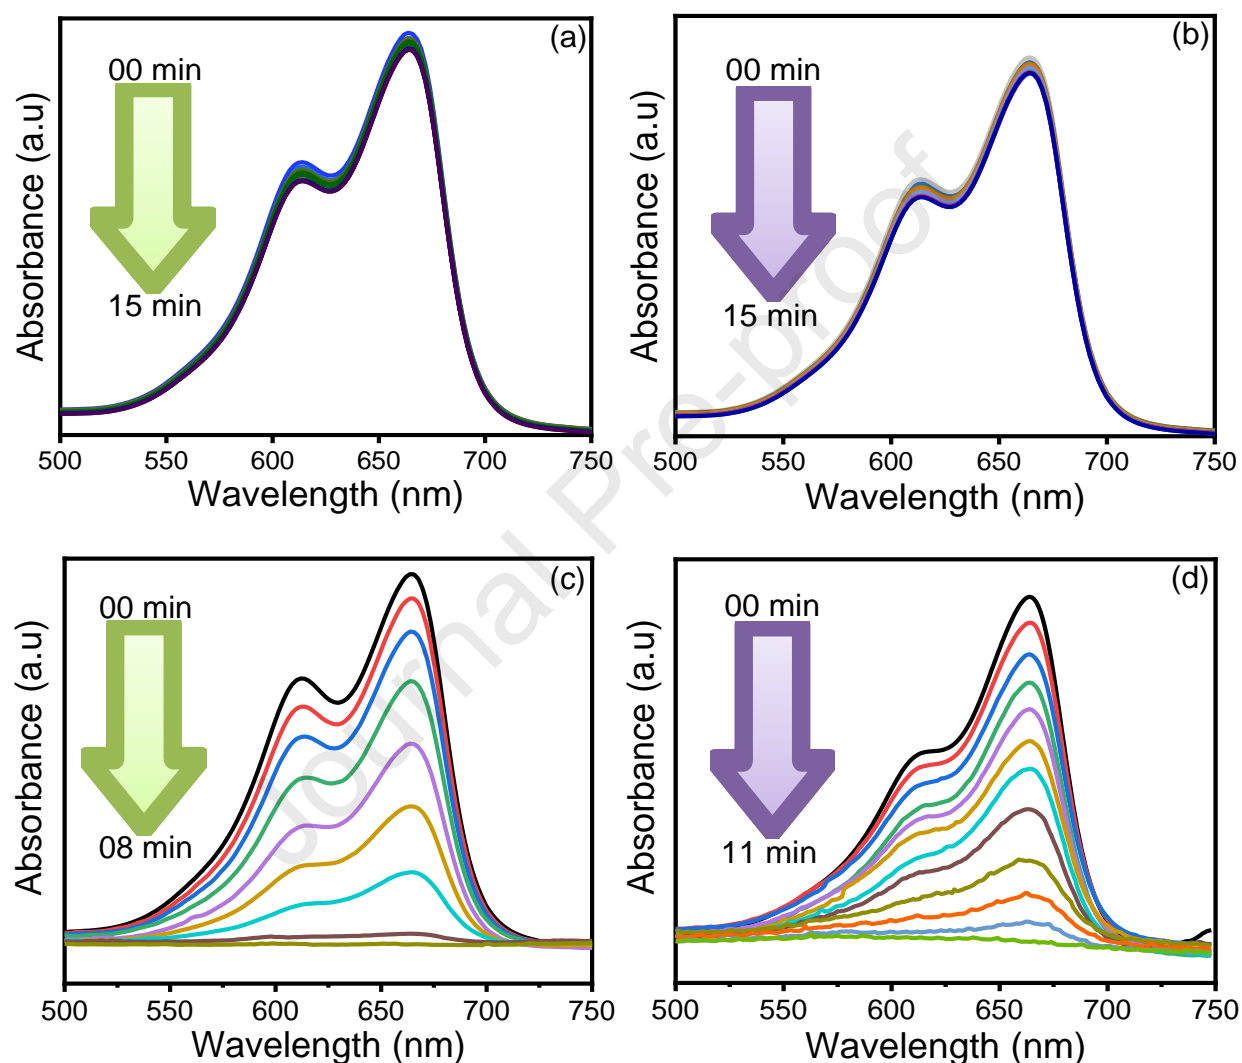 (a)
00 min
15 min
Absorbance (a.u)
500 550 600 650 700 750
Wavelength (nm)
(b)
00 min
15 min
Absorbance (a.u)
500 550 600 650 700 750
Wavelength (nm)
Journal Pre-proof
(c)
00 min
08 min
Absorbance (a.u)
500 550 600 650 700 750
Wavelength (nm)
(d)
00 min
11 min
Absorbance (a.u)
500 550 600 650 700 750
Wavelength (nm)